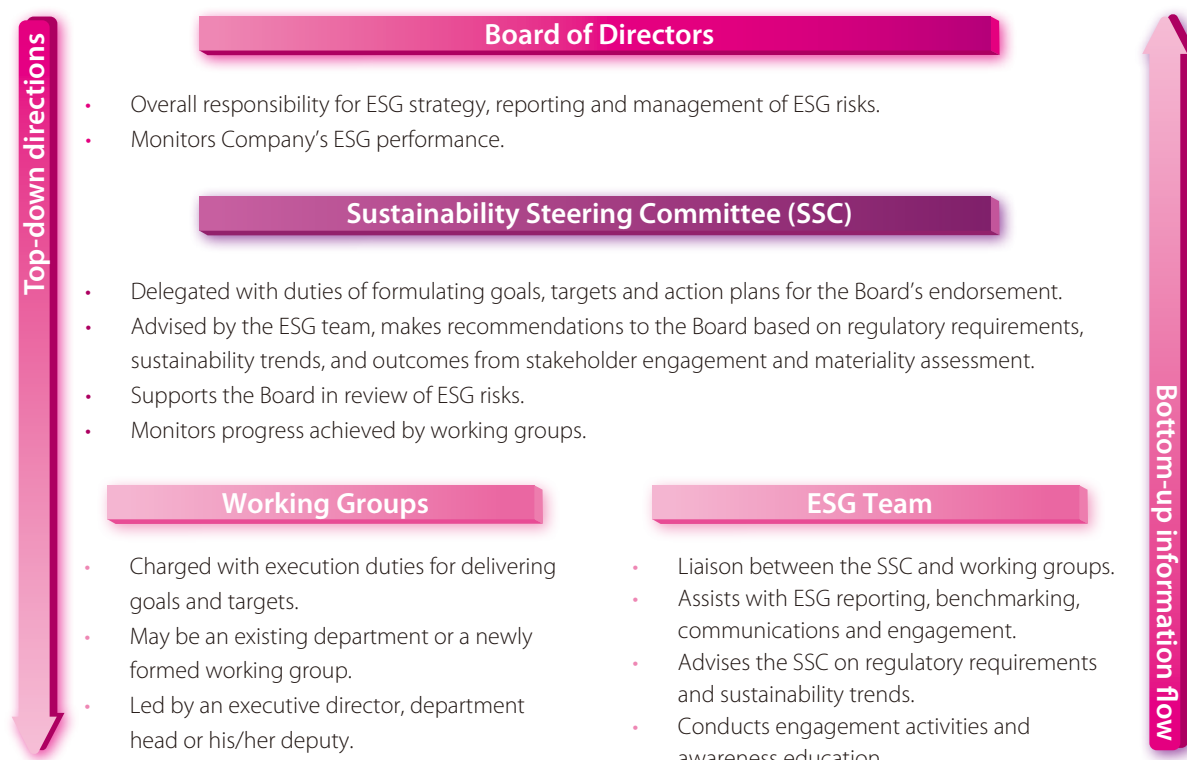 Top-down directions
Board of Directors
• Overall responsibility for ESG strategy, reporting and management of ESG risks.
• Monitors Company’s ESG performance.
Sustainability Steering Committee (SSC)
• Delegated with duties of formulating goals, targets and action plans for the Board’s endorsement.
• Advised by the ESG team, makes recommendations to the Board based on regulatory requirements,
sustainability trends, and outcomes from stakeholder engagement and materiality assessment.
• Supports the Board in review of ESG risks.
• Monitors progress achieved by working groups.
Working Groups
• Charged with execution duties for delivering
goals and targets.
• May be an existing department or a newly
formed working group.
• Led by an executive director, department
head or his/her deputy.
ESG Team
• Liaison between the SSC and working groups.
• Assists with ESG reporting, benchmarking,
communications and engagement.
• Advises the SSC on regulatory requirements
and sustainability trends.
• Conducts engagement activities and
awareness education
Bottom-up information flow